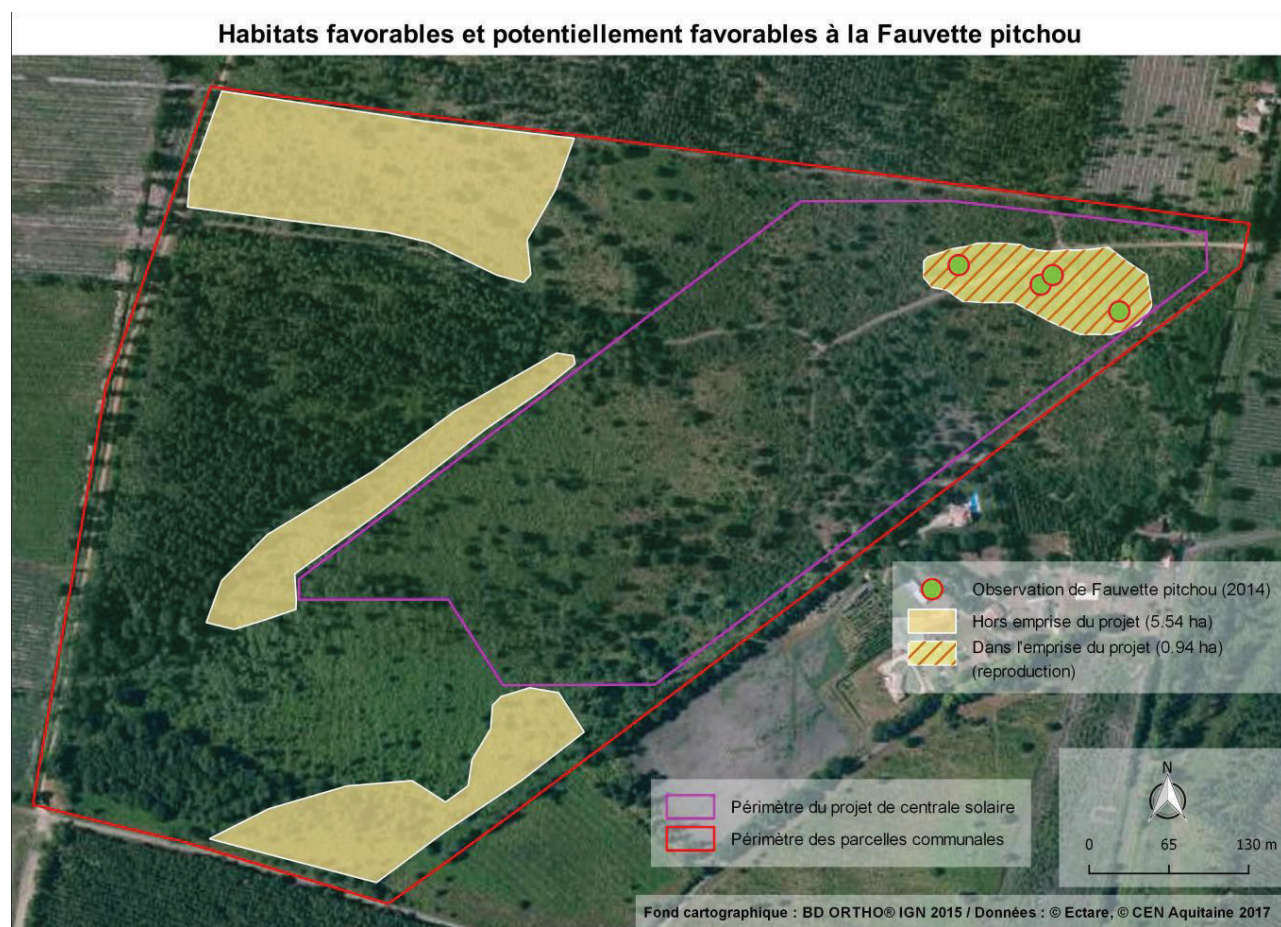 Habitats favorables et potentiellement favorables à la Fauvette pitchou
Observation de Fauvette pitchou (2014)
Hors emprise du projet (5.54 ha)
Dans l'emprise du projet (0.94 ha)
(reproduction)
Périmètre du projet de centrale solaire
Périmètre des parcelles communales
N
0 65 130 m
Fond cartographique : BD ORTHO® IGN 2015 / Données : © Ectare, © CEN Aquitaine 2017